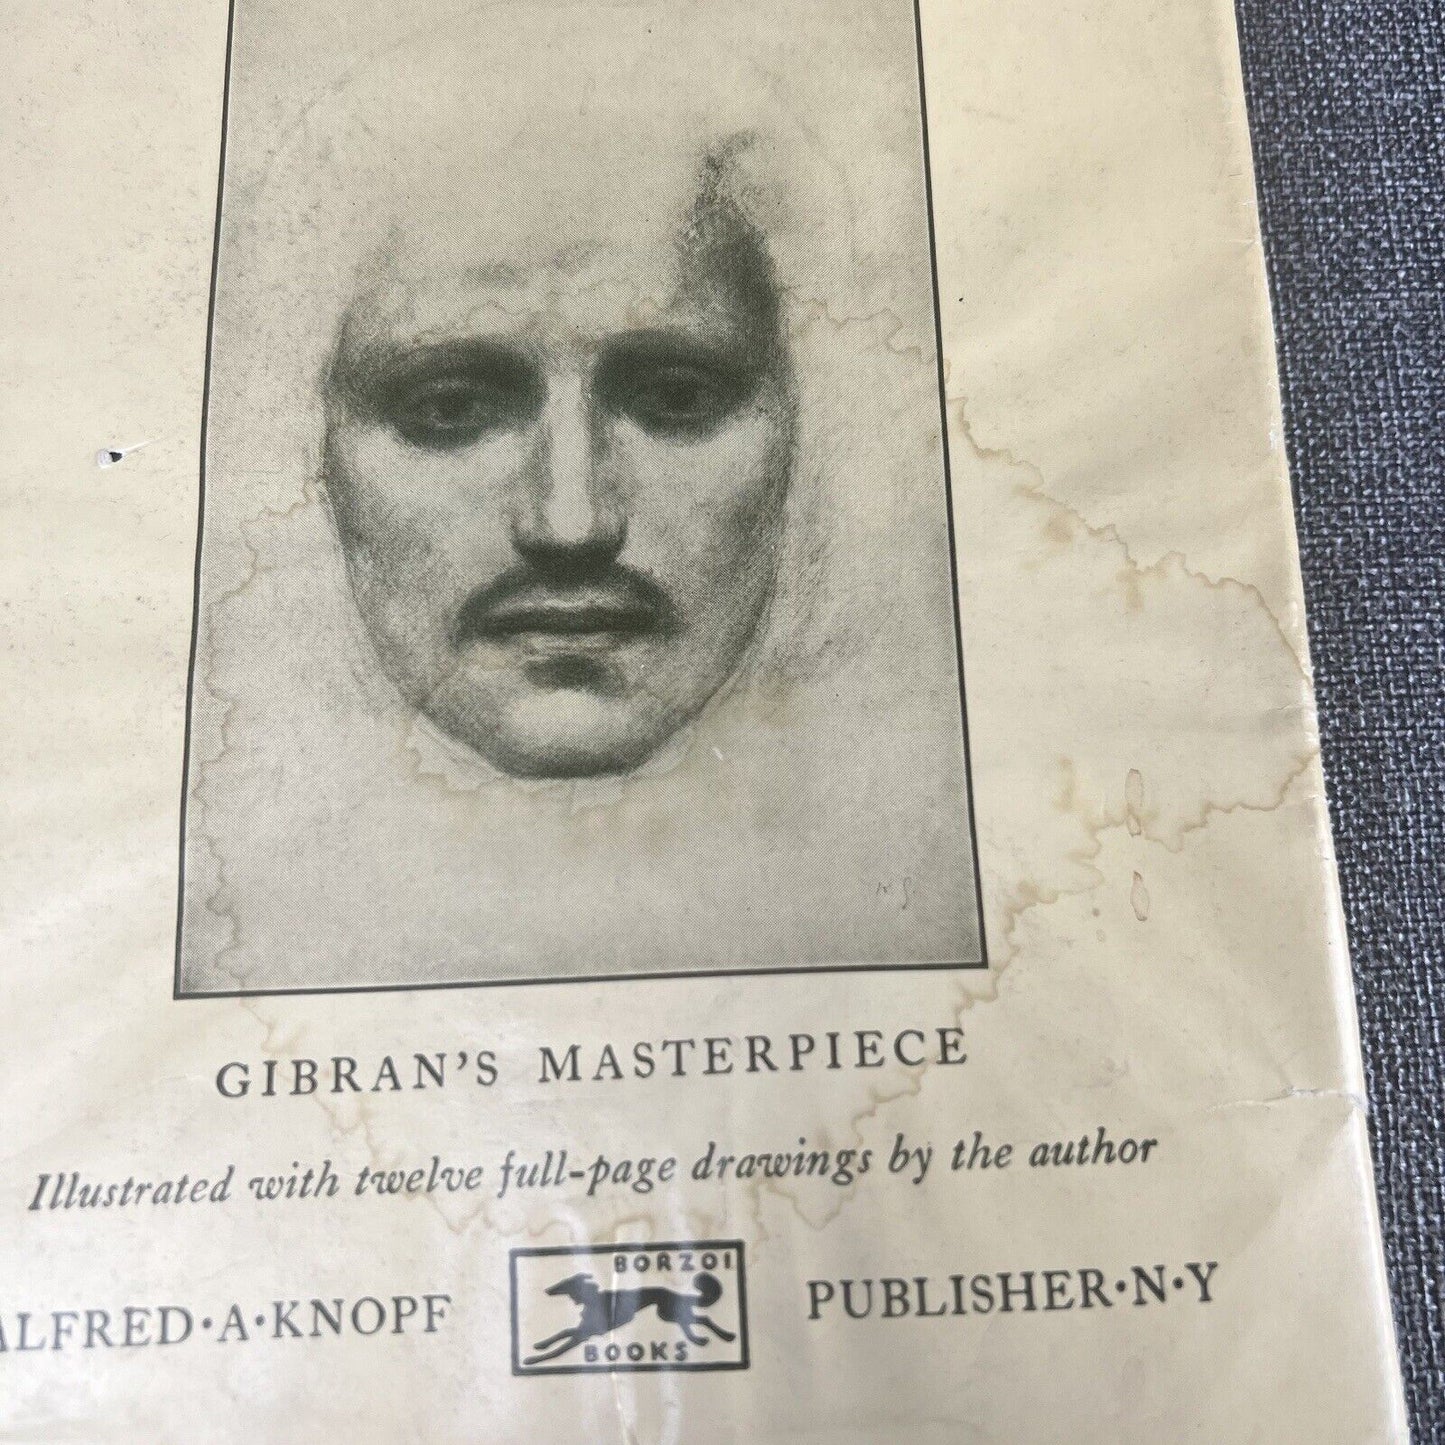 GIBRAN'S MASTERPIECE
Illustrated with twelve full-page drawings by the author
ALFRED·A·KNOPF
BORZOI
BOOKS
PUBLISHER·N·Y